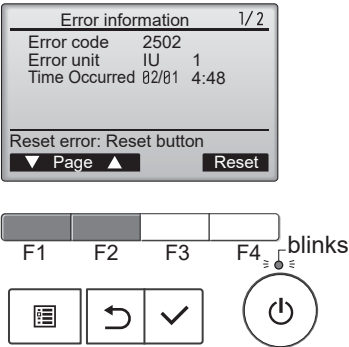 Error information 1/2
Error code 2502
Error unit IU 1
Time Occurred 02/01 4:48
Reset error: Reset button
▼ Page ▲ Reset
F1 F2 F3 F4 blinks